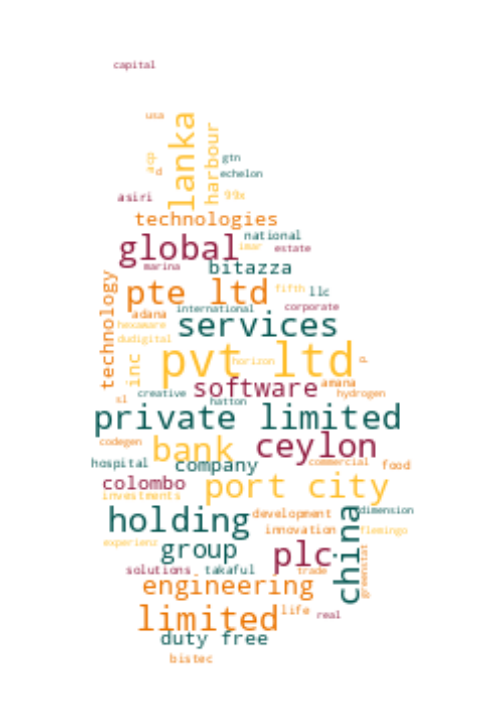 capital
usa
lanka
harbour
acp
d
gtn
echelon
asiri
99x
technologies
national
global
imar
estate
marina
bitazza
technology
pte ltd
fifth
llc
adana
international
corporate
hexaware
services
dudigital
inc
pvt ltd
horizon
p
software
amana
sl
creative
hatton
hydrogen
private limited
codegen
bank
ceylon
hospital
company
commercial
food
colombo
investments
port city
holding
development
china
dimension
innovation
flemingo
experienz
group
plc
greenstat
solutions
takaful
trade
engineering
limited
life
real
duty free
bistec